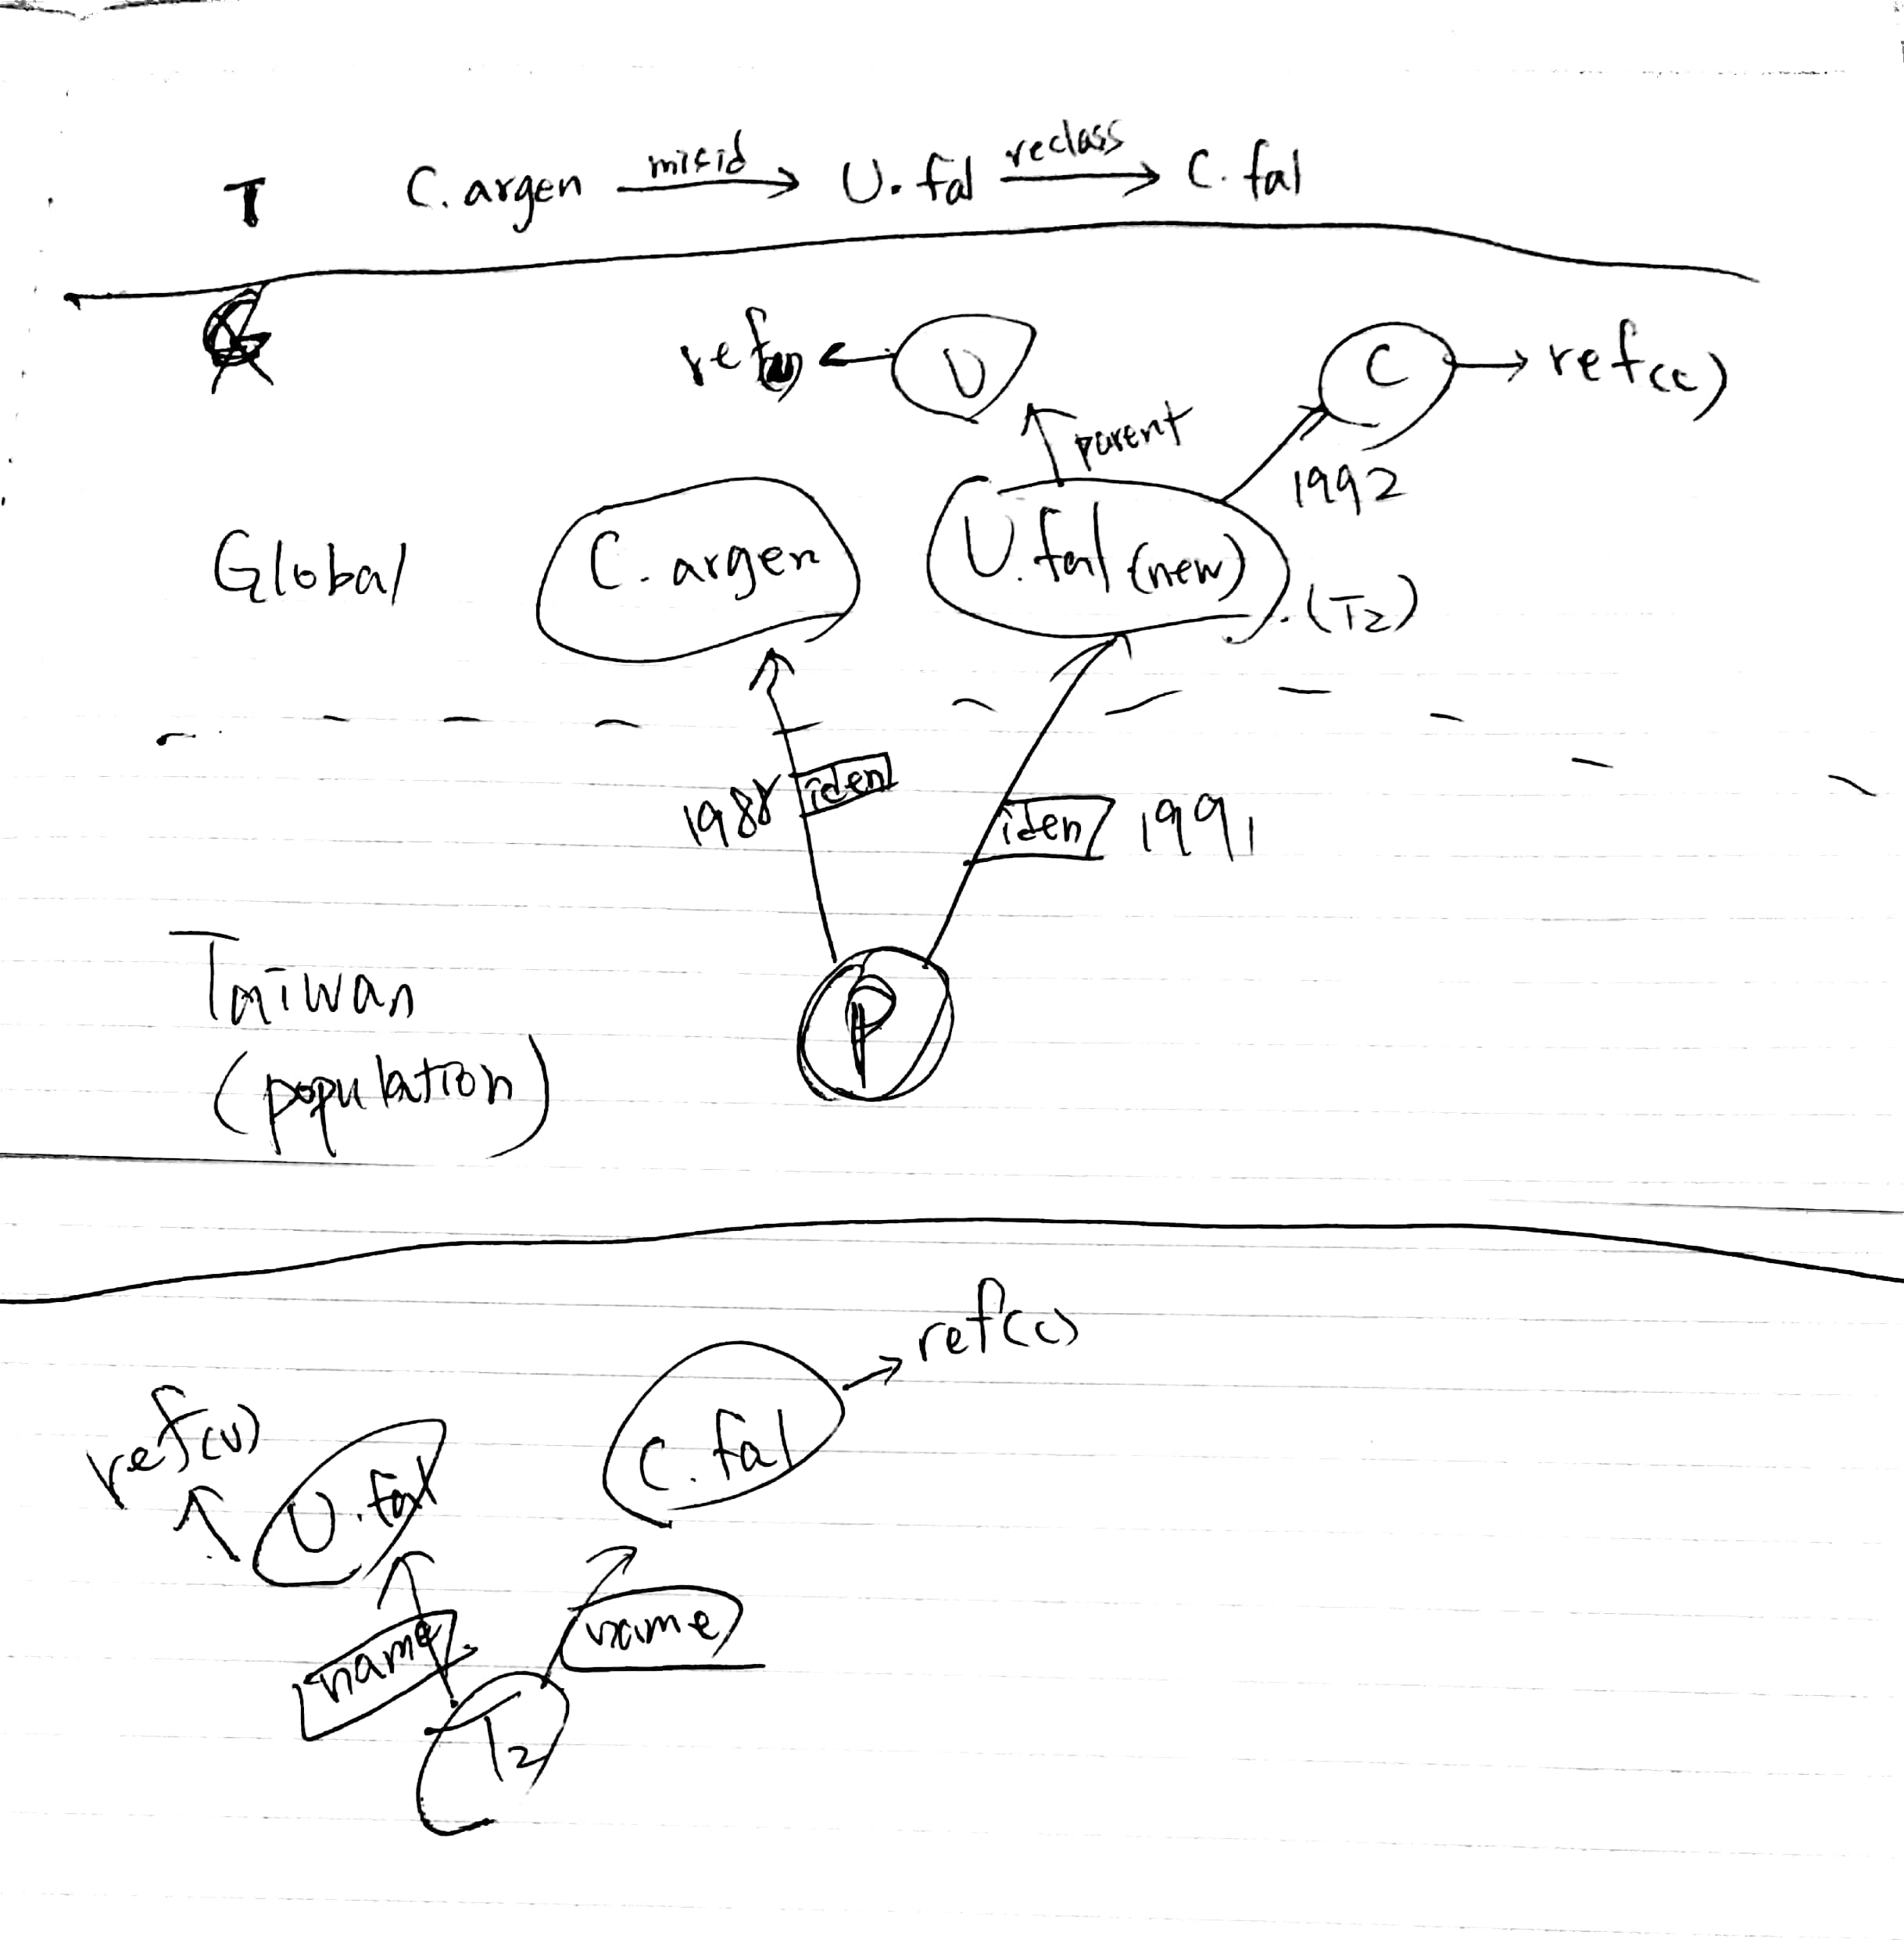 T C. argen misid U. fal reclass C. fal
ref(U) U C ref(c)
parent
1992
Global C. argen U. fal (new) (T2)
1988 iden iden 1991
Taiwan P
(population)
ref(c)
ref(U) U. fal C. fal
name name
T2